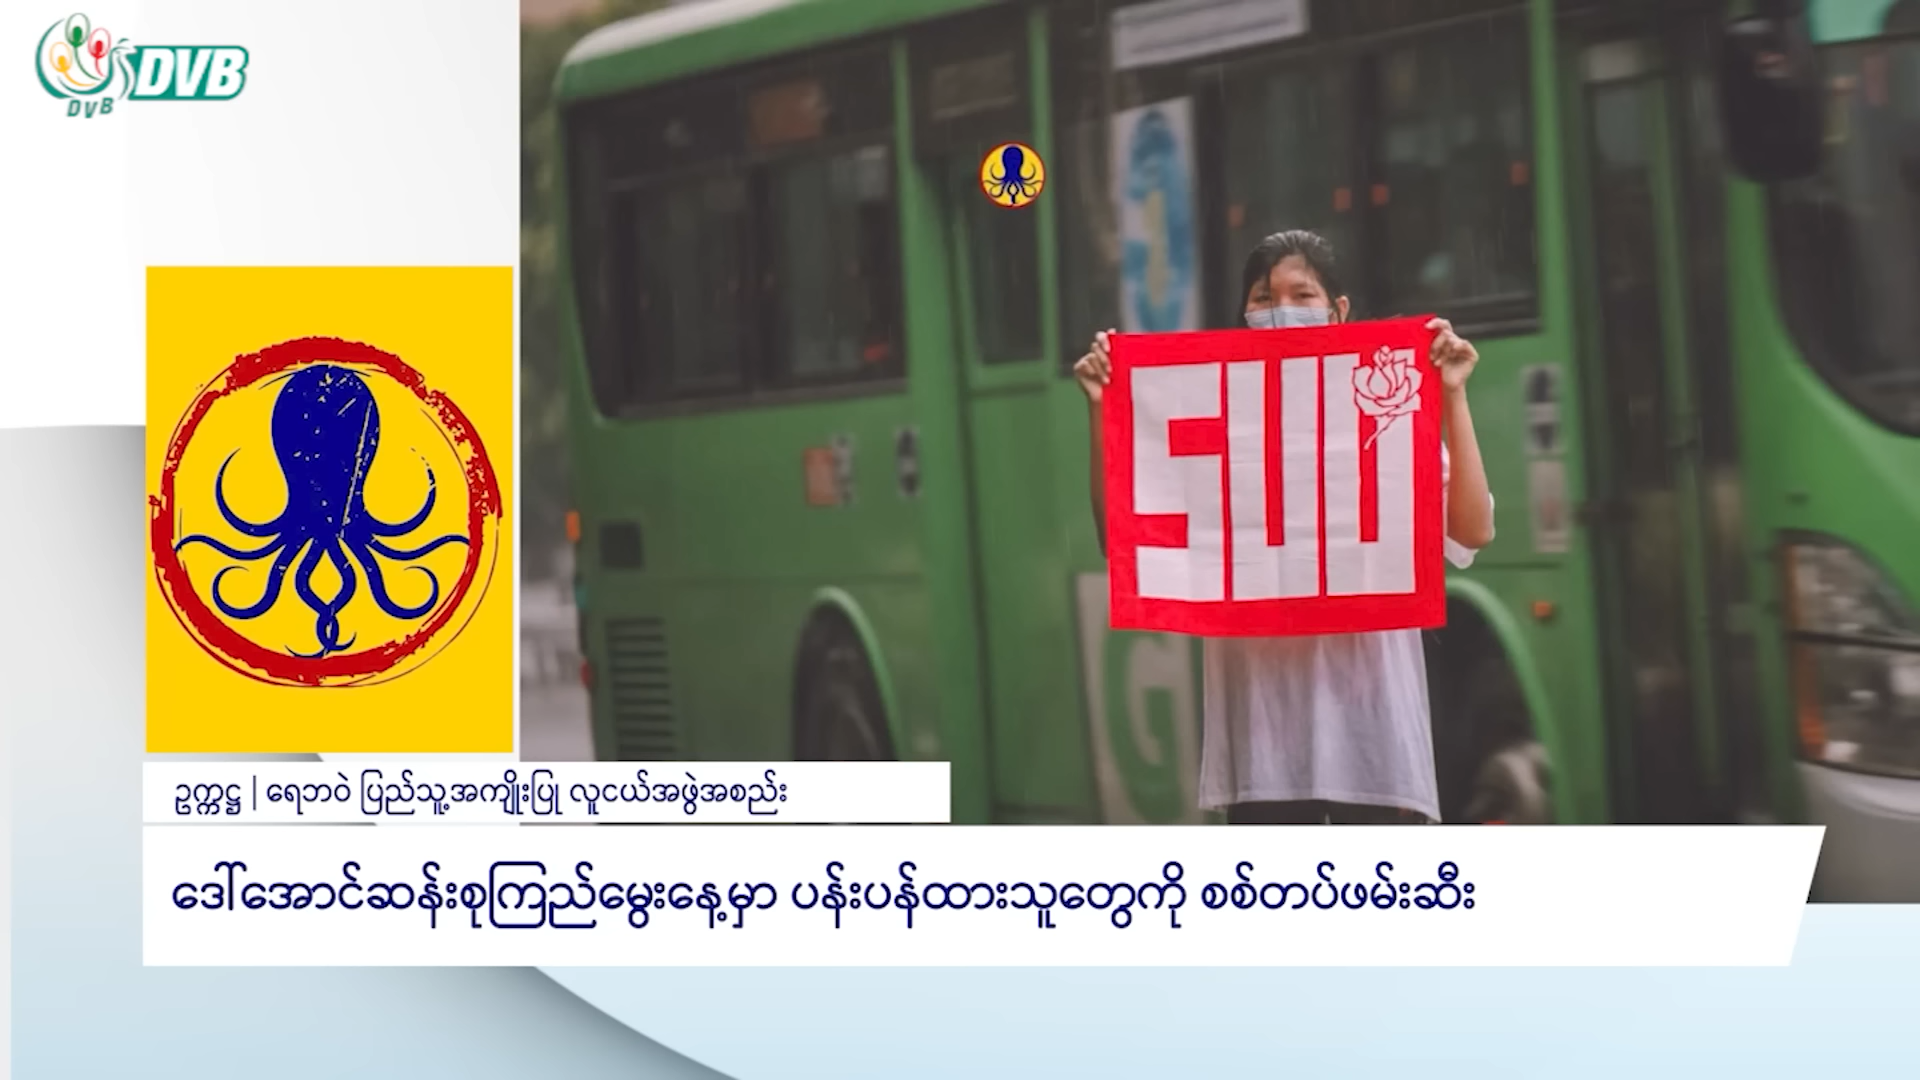 DVB
DVB
SUU
G
ဥက္ကဋ္ဌ | ရေဘဝဲ ပြည်သူ့အကျိုးပြု လူငယ်အဖွဲ့အစည်း
ဒေါ်အောင်ဆန်းစုကြည်မွေးနေ့မှာ ပန်းပန်ထားသူတွေကို စစ်တပ်ဖမ်းဆီး